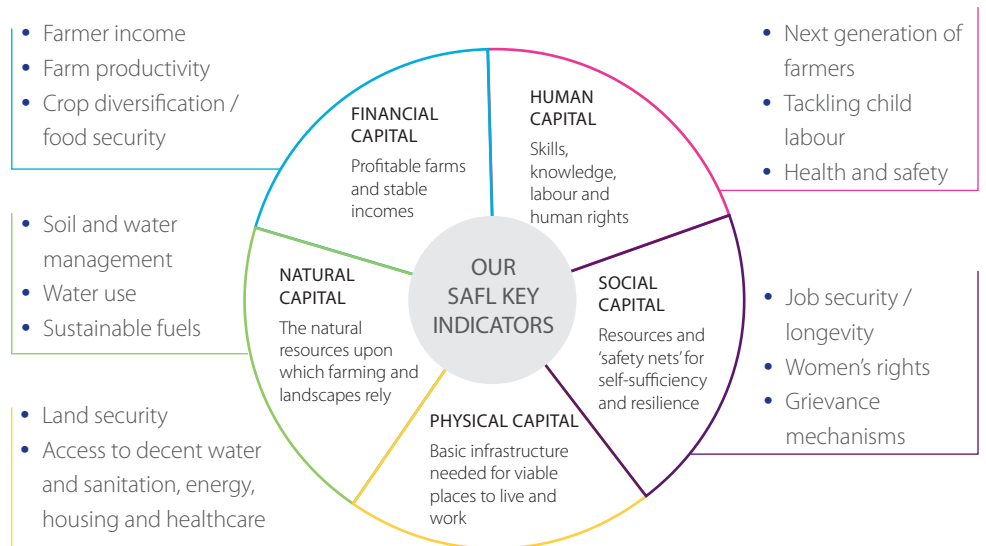 • Farmer income
• Farm productivity
• Crop diversification /
food security
FINANCIAL
CAPITAL
Profitable farms
and stable
incomes
HUMAN
CAPITAL
Skills,
knowledge,
labour and
human rights
• Next generation of
farmers
• Tackling child
labour
• Health and safety
• Soil and water
management
• Water use
• Sustainable fuels
NATURAL
CAPITAL
The natural
resources upon
which farming and
landscapes rely
OUR
SAFL KEY
INDICATORS
SOCIAL
CAPITAL
Resources and
‘safety nets’ for
self-sufficiency
and resilience
• Job security /
longevity
• Women’s rights
• Grievance
mechanisms
• Land security
• Access to decent water
and sanitation, energy,
housing and healthcare
PHYSICAL CAPITAL
Basic infrastructure
needed for viable
places to live and
work